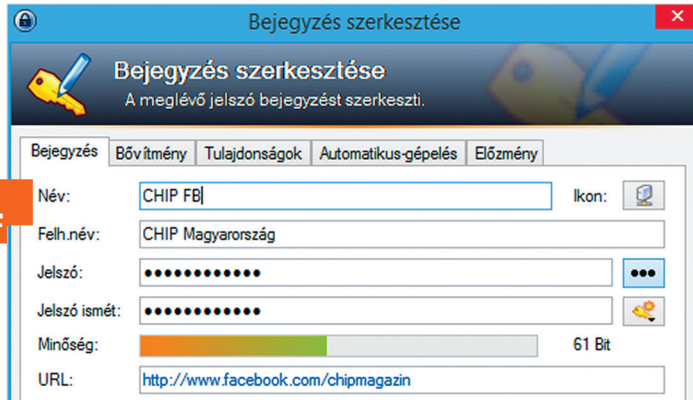 Bejegyzés szerkesztése
Bejegyzés szerkesztése
A meglévő jelszó bejegyzést szerkeszti.
Bejegyzés Bővítmény Tulajdonságok Automatikus-gépelés Előzmény
Név: CHIP FB Ikon:
Felh.név: CHIP Magyarország
Jelszó: ●●●●●●●●●●●● ●●●
Jelszó ismét: ●●●●●●●●●●●●
Minőség: 61 Bit
URL: http://www.facebook.com/chipmagazin